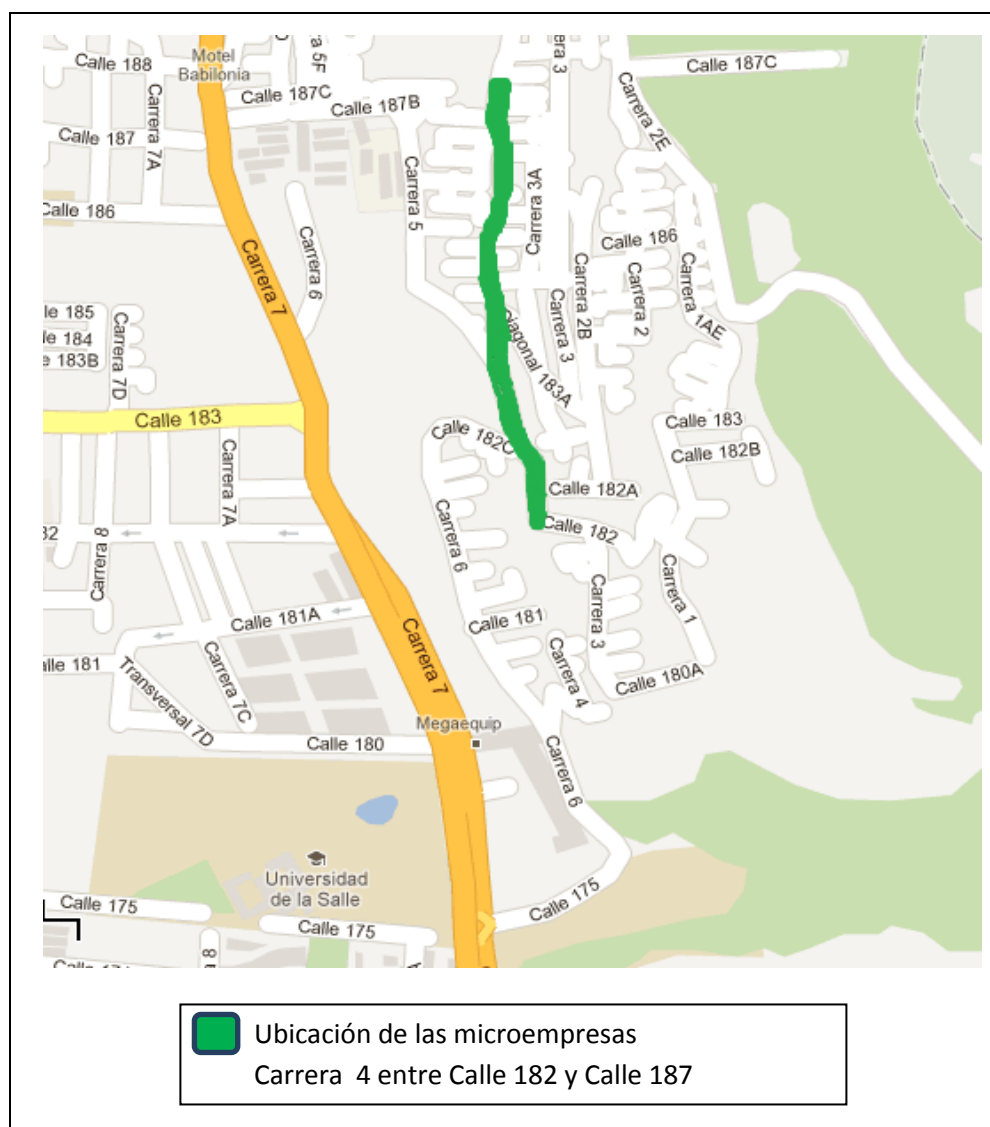 Motel
Babilonia
Calle 188
Carrera 7A
Calle 187
Calle 186
Calle 187C
Calle 187B
Carrera 3
Calle 187C
Carrera 2E
Carrera 5
Carrera 3A
Carrera 6
Carrera 7
Calle 186
Carrera 2B
Carrera 2
Carrera 1AE
Carrera 3
Diagonal 183A
lle 185
184
183B
Carrera 7D
Calle 183
Carrera 7A
Calle 182C
Calle 183
Calle 182B
Calle 182A
Calle 182
Carrera 6
Carrera 8
Calle 181A
Calle 181
Carrera 3
Carrera 1
Carrera 7
Calle 180A
Carrera 4
alle 181
Transversal 7D
Carrera 7C
Calle 180
Megaequip
Carrera 6
Universidad
de la Salle
Calle 175
Calle 175
Calle 175
Ubicación de las microempresas
Carrera 4 entre Calle 182 y Calle 187